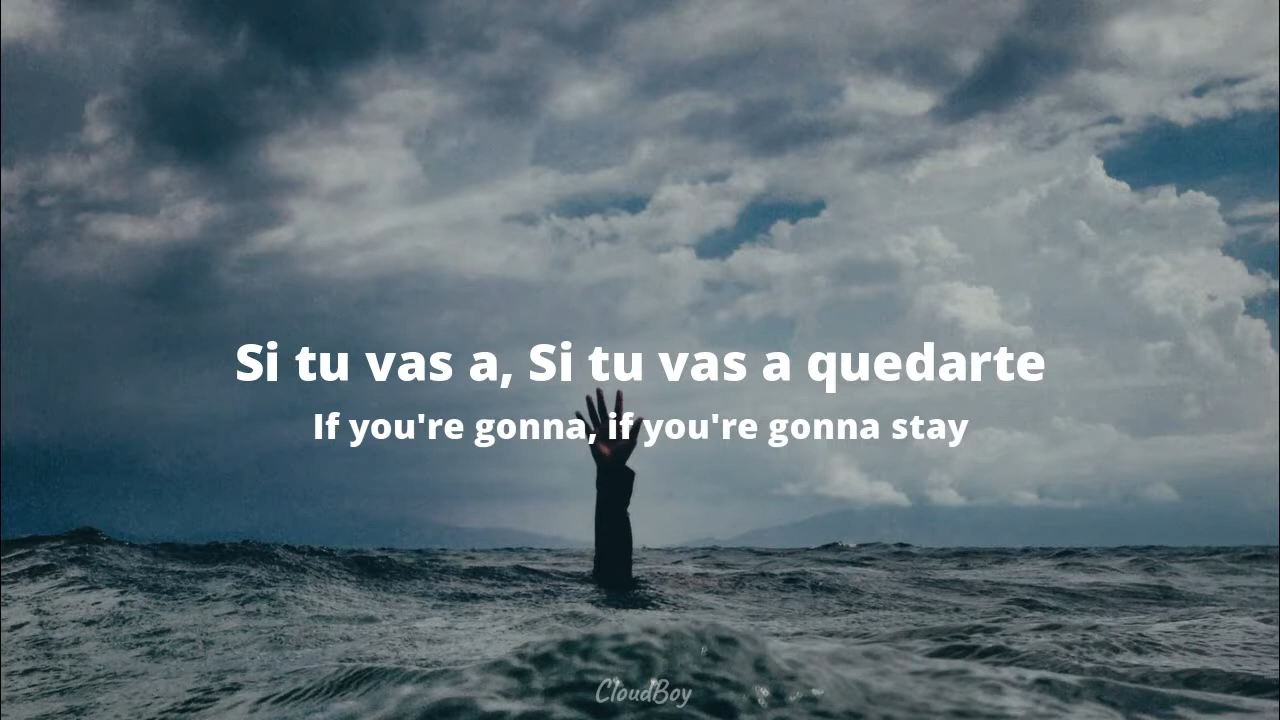 Si tu vas a, Si tu vas a quedarte
If you're gonna, if you're gonna stay
CloudBoy